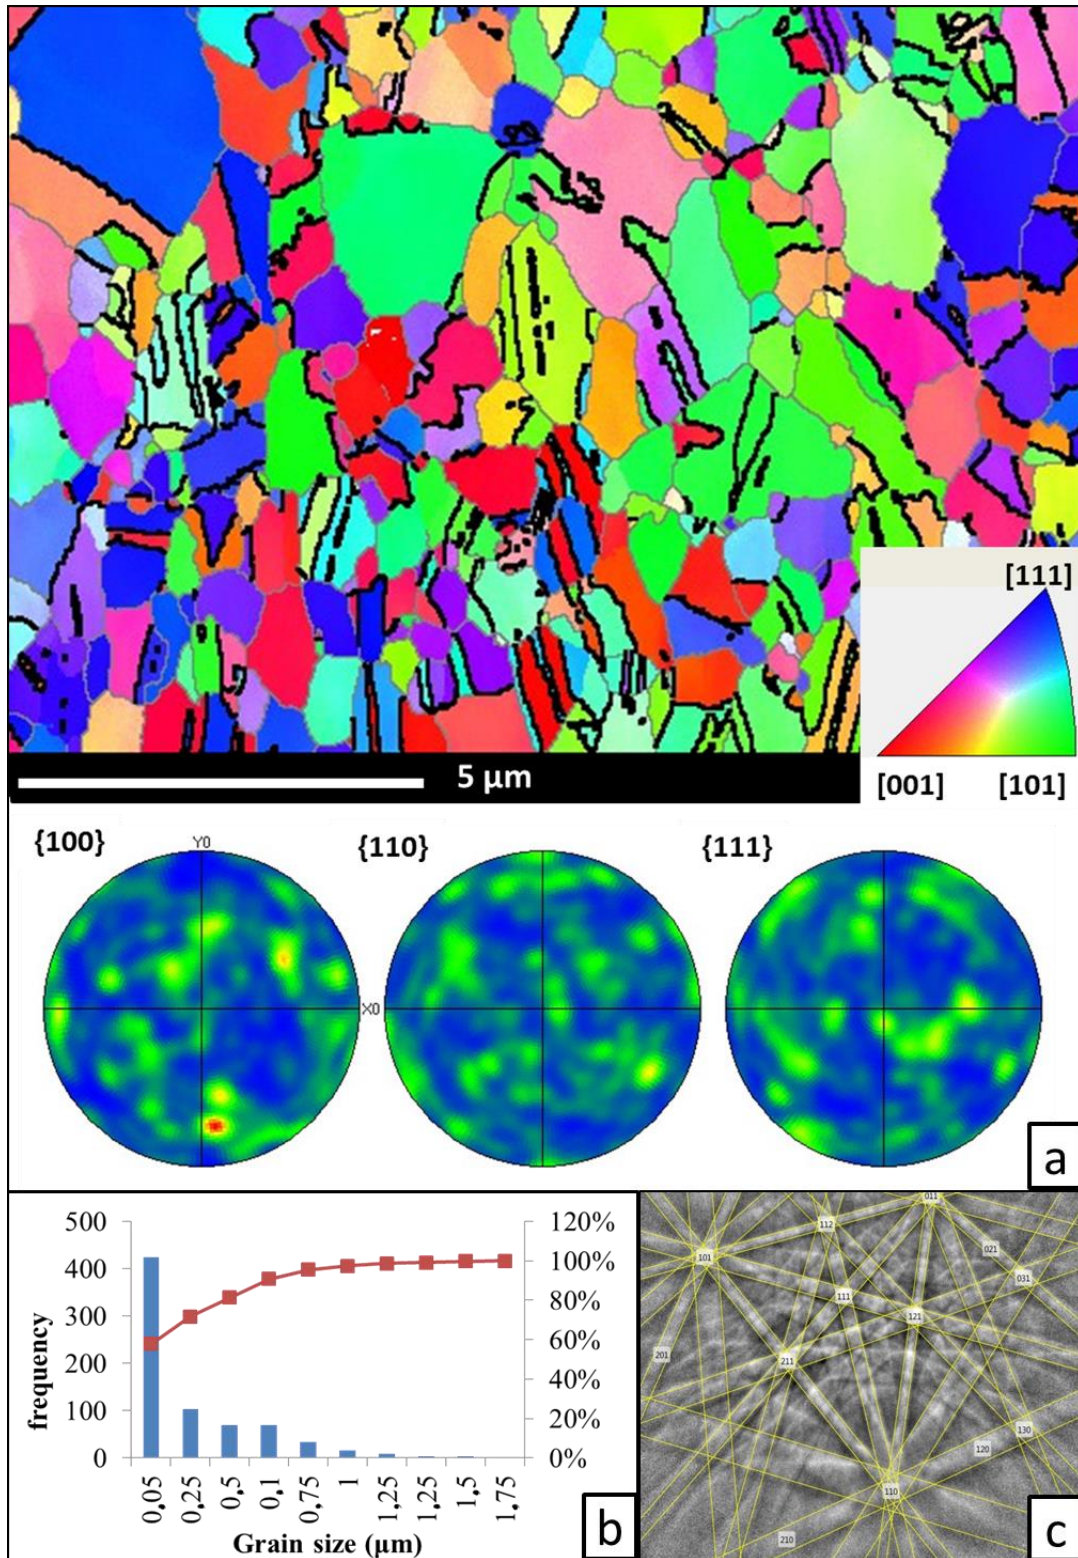 [111]
[001] [101]
5 μm
{100} {110} {111}
Y0
X0
a
500 120%
400 100%
300 80%
60%
200 40%
100 20%
0 0%
frequency
0,05 0,25 0,5 0,1 0,75 1 1,25 1,25 1,5 1,75
Grain size (μm)
b
011
112
021
101
031
111
121
201
211
130
120
110
210
c